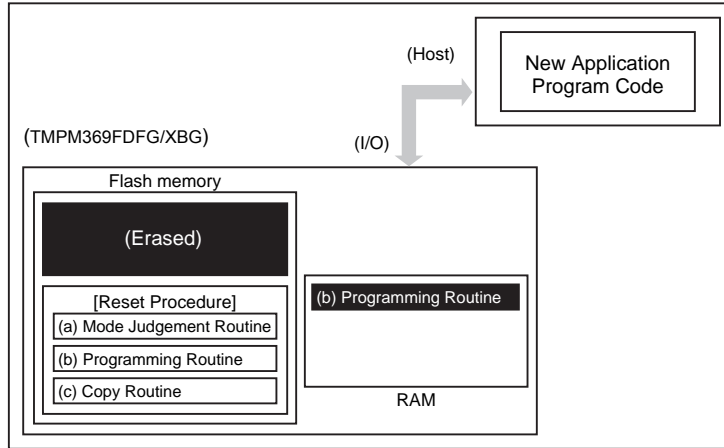 (Host)
New Application
Program Code
(TMPM369FDFG/XBG)
(I/O)
Flash memory
(Erased)
[Reset Procedure]
(a) Mode Judgement Routine
(b) Programming Routine
(c) Copy Routine
(b) Programming Routine
RAM